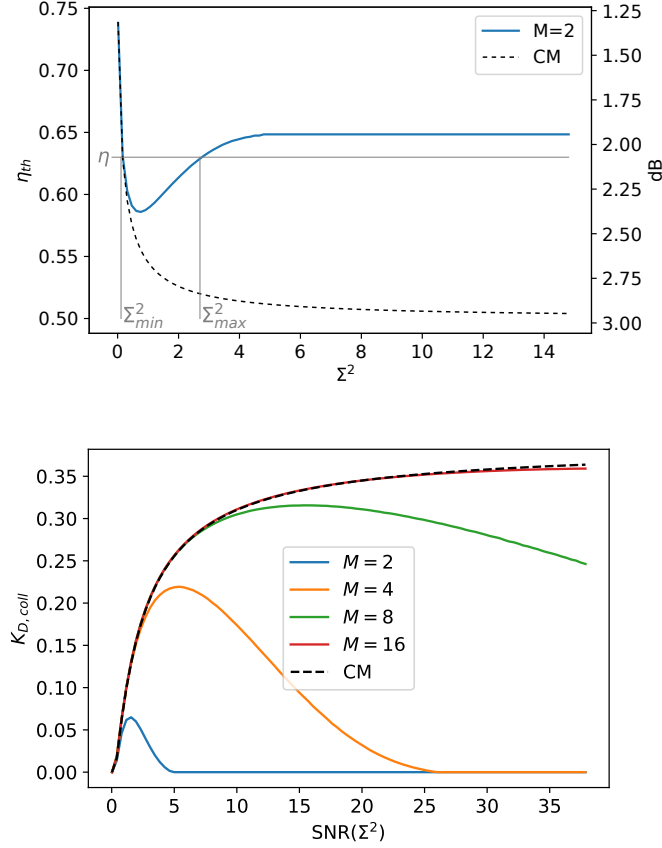 0.75
0.70
0.65
0.60
0.55
0.50
η_th
η
M=2
CM
1.25
1.50
1.75
2.00
2.25
2.50
2.75
3.00
dB
Σ²_min
Σ²_max
0 2 4 6 8 10 12 14
Σ²
0.35
0.30
0.25
0.20
0.15
0.10
0.05
0.00
K_D,coll
M = 2
M = 4
M = 8
M = 16
CM
0 5 10 15 20 25 30 35
SNR(Σ²)